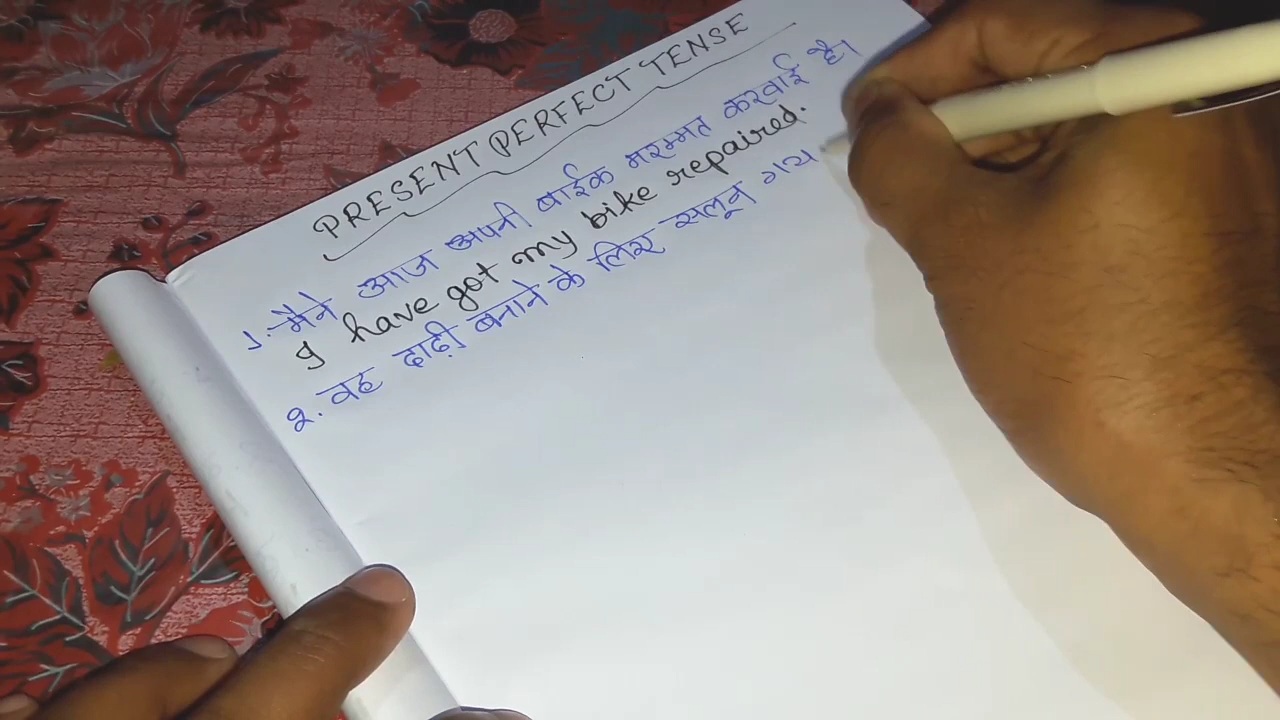 PRESENT PERFECT TENSE
1. मैंने आज अपनी बाईक मरम्मत करवाई है।
I have got my bike repaired.
२. वह दाढ़ी बनाने के लिए सलून गय